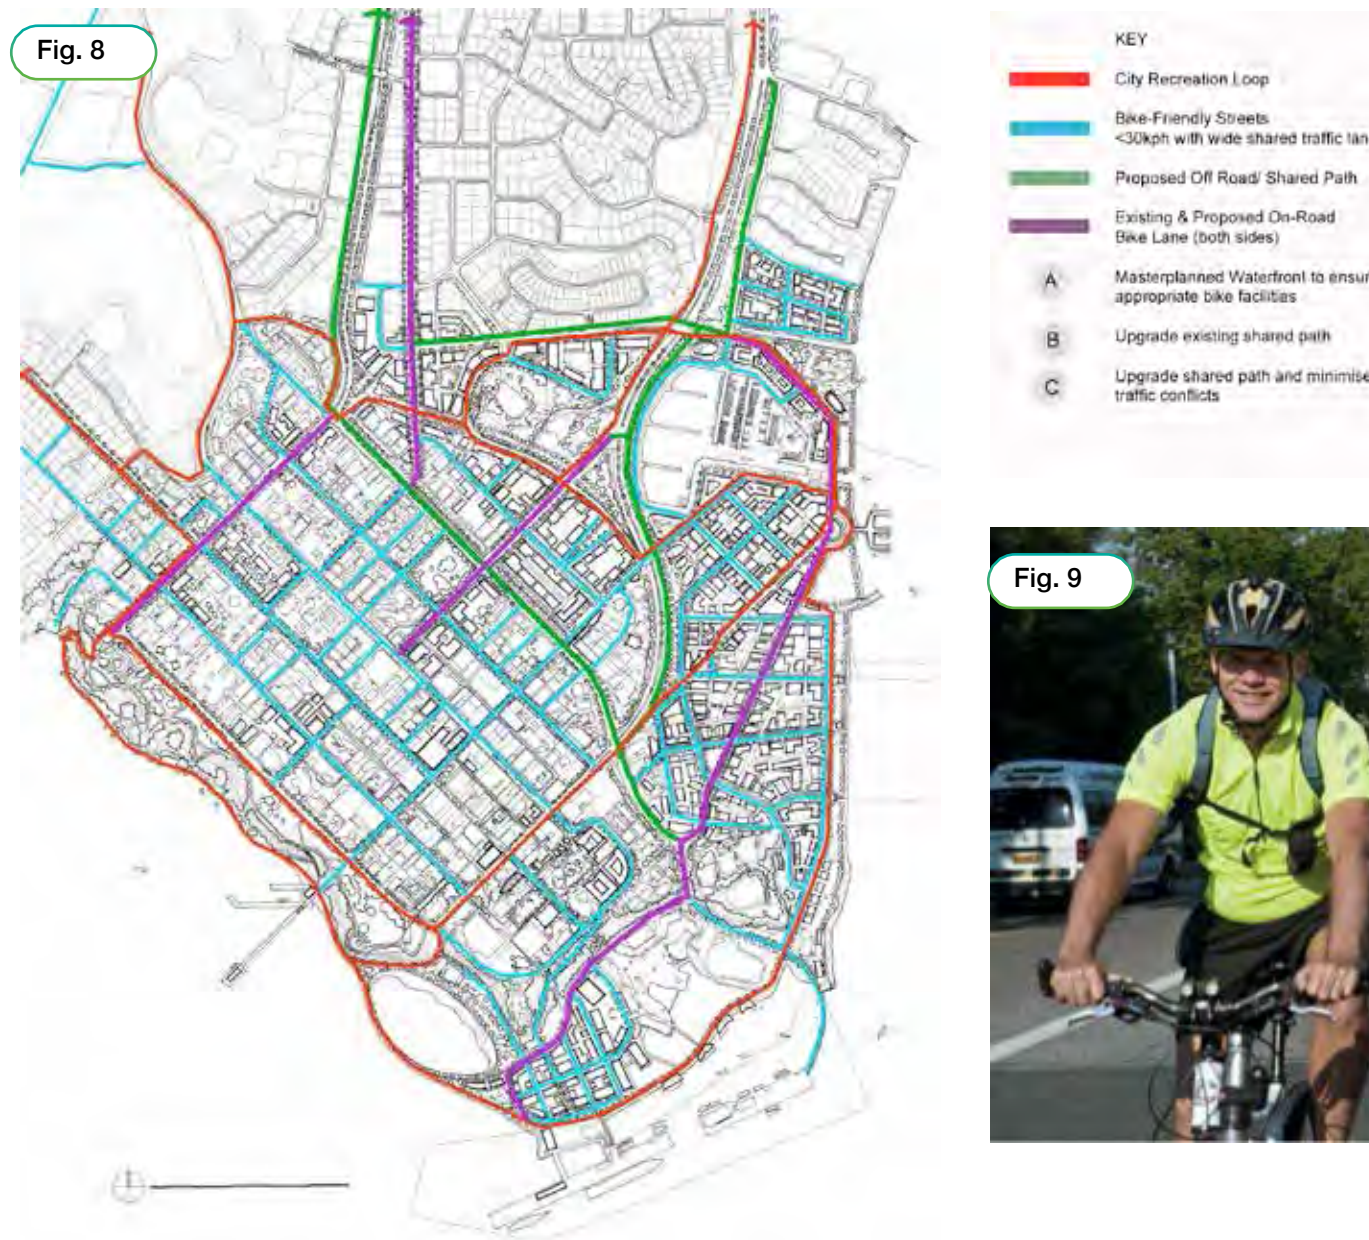 Fig. 8
KEY
City Recreation Loop
Bike-Friendly Streets
<30kph with wide shared traffic lan
Proposed Off Road/ Shared Path
Existing & Proposed On-Road
Bike Lane (both sides)
A
Masterplanned Waterfront to ensur
appropriate bike facilities
B
Upgrade existing shared path
C
Upgrade shared path and minimise
traffic conflicts
Fig. 9